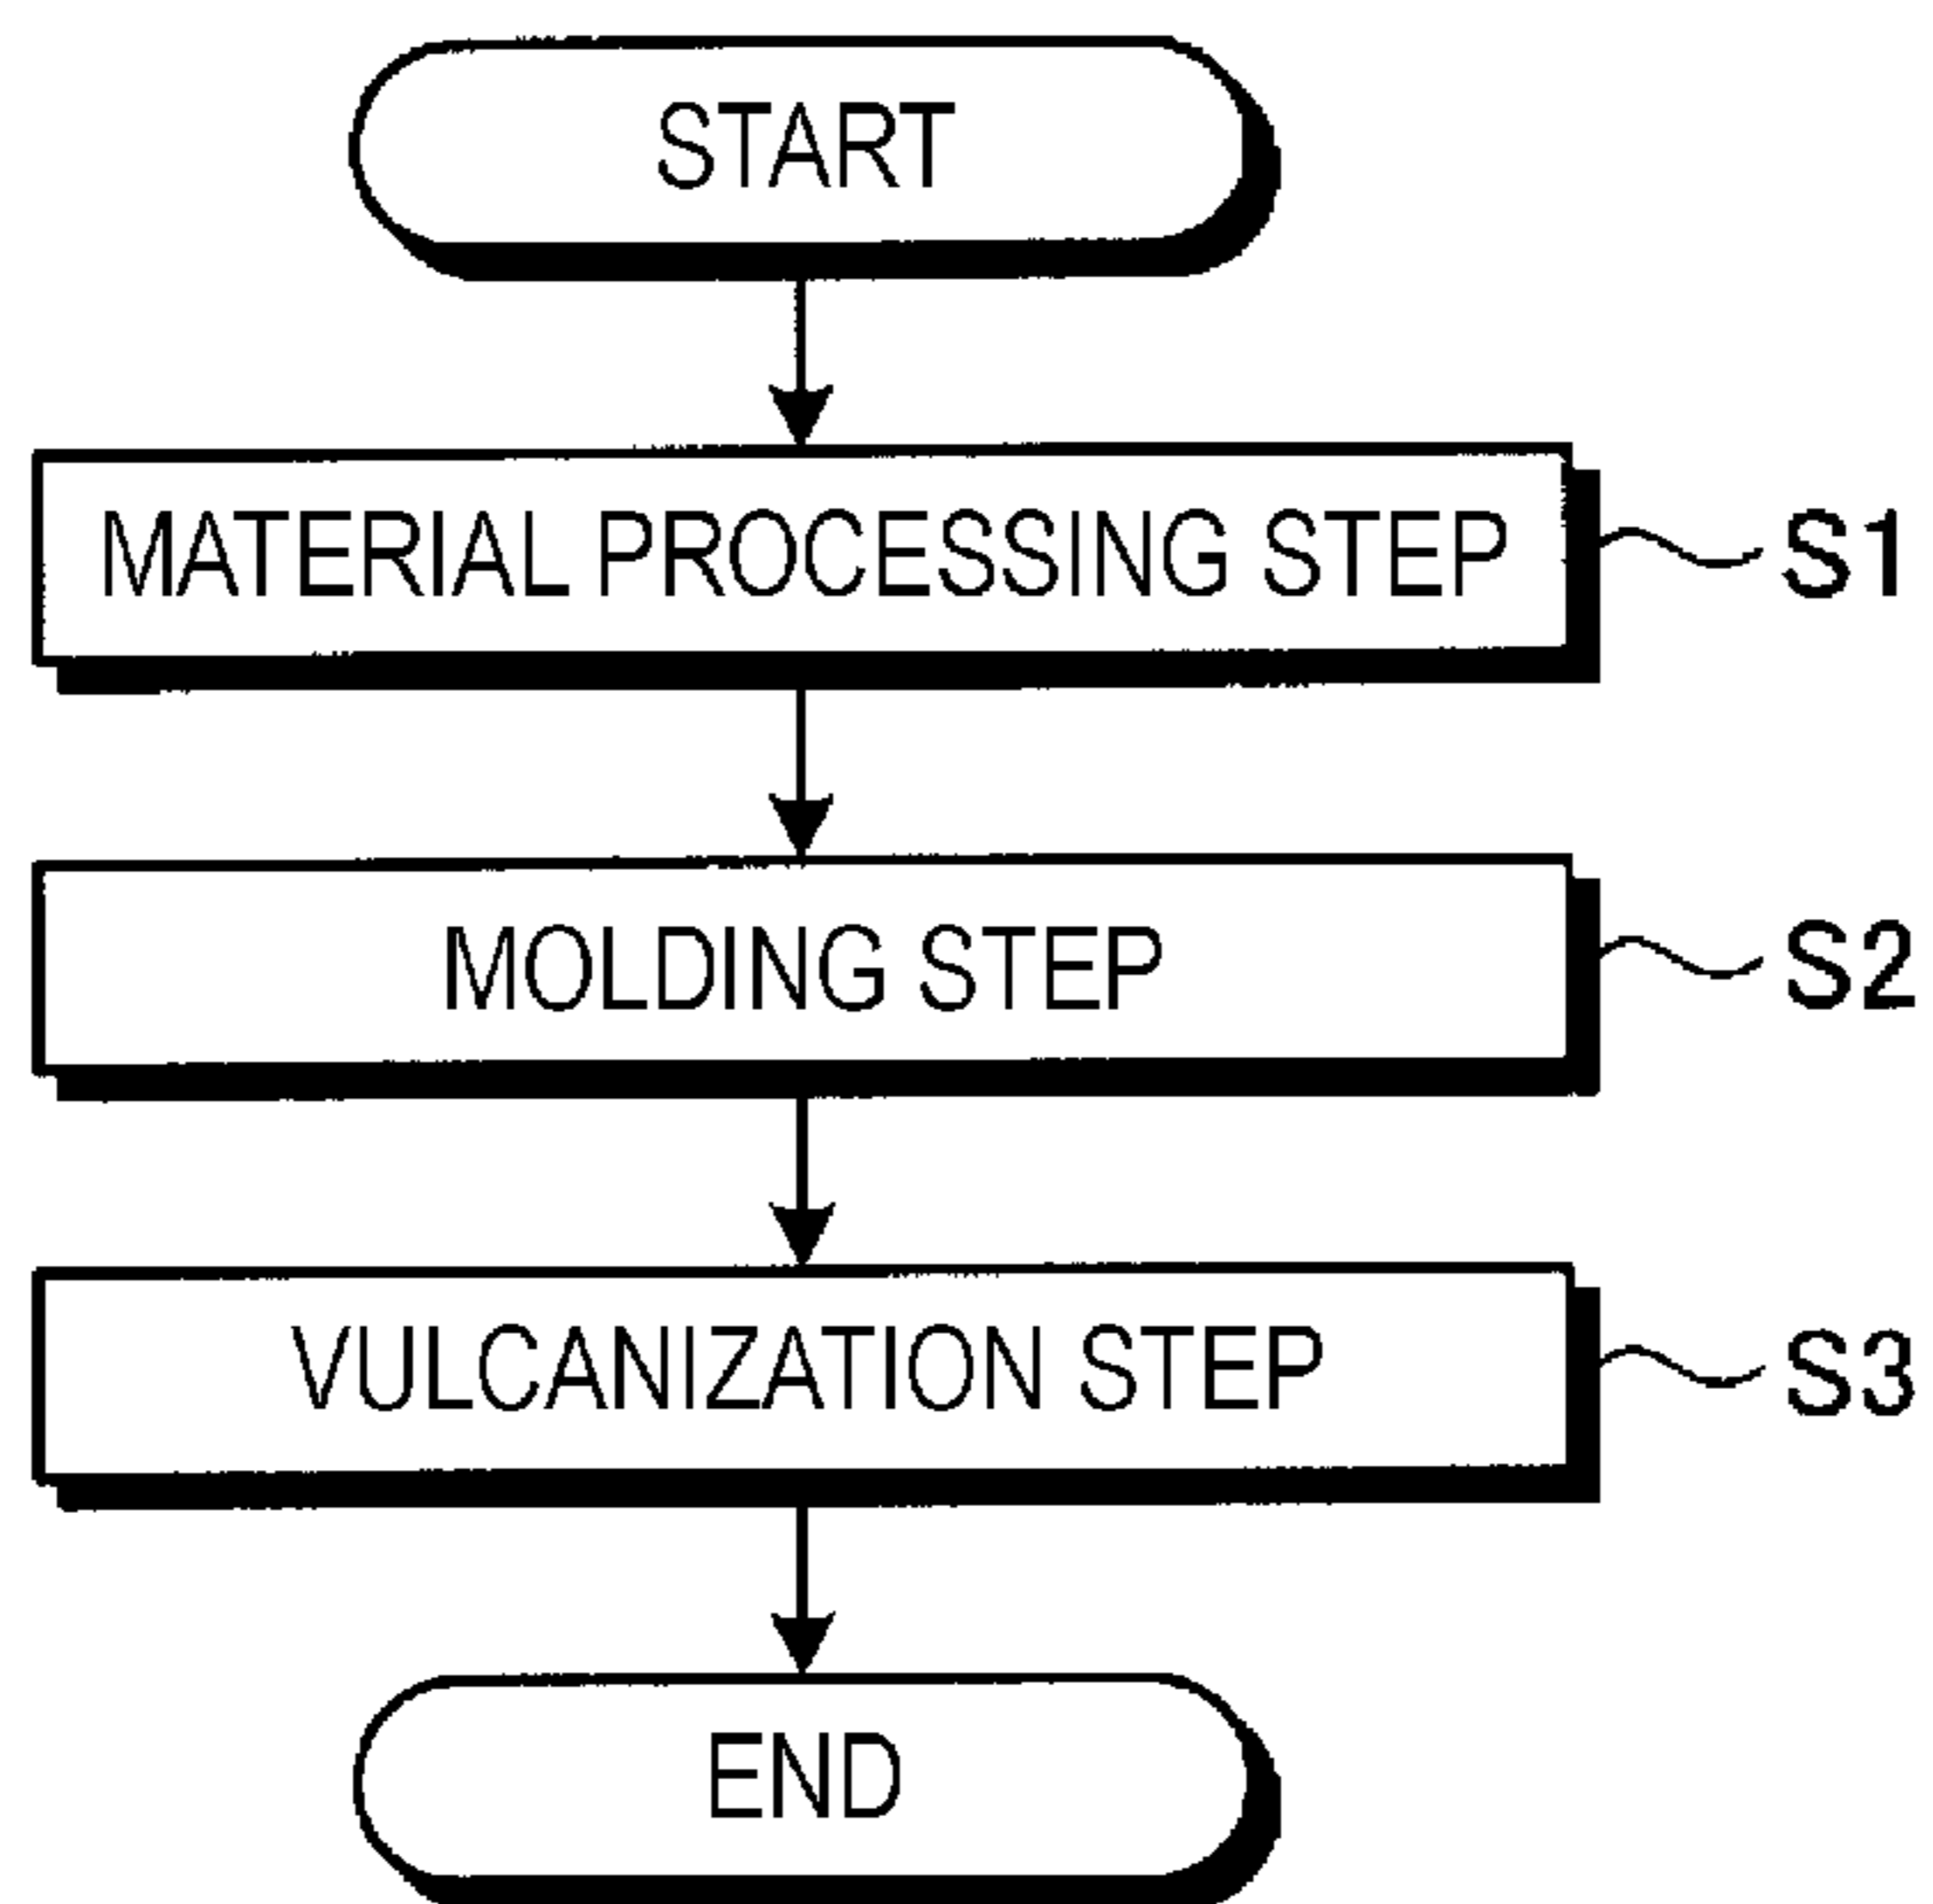 START
MATERIAL PROCESSING STEP S1
MOLDING STEP S2
VULCANIZATION STEP S3
END